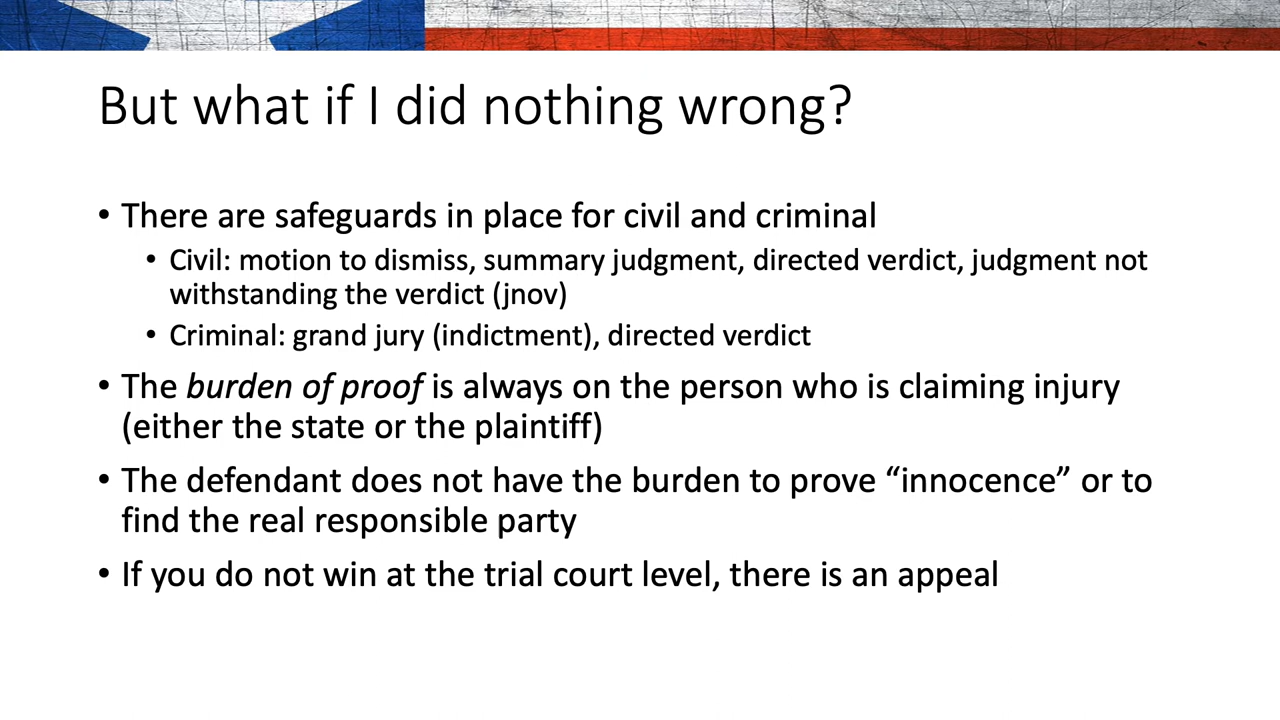 But what if I did nothing wrong?
• There are safeguards in place for civil and criminal
• Civil: motion to dismiss, summary judgment, directed verdict, judgment not
withstanding the verdict (jnov)
• Criminal: grand jury (indictment), directed verdict
• The burden of proof is always on the person who is claiming injury
(either the state or the plaintiff)
• The defendant does not have the burden to prove “innocence” or to
find the real responsible party
• If you do not win at the trial court level, there is an appeal